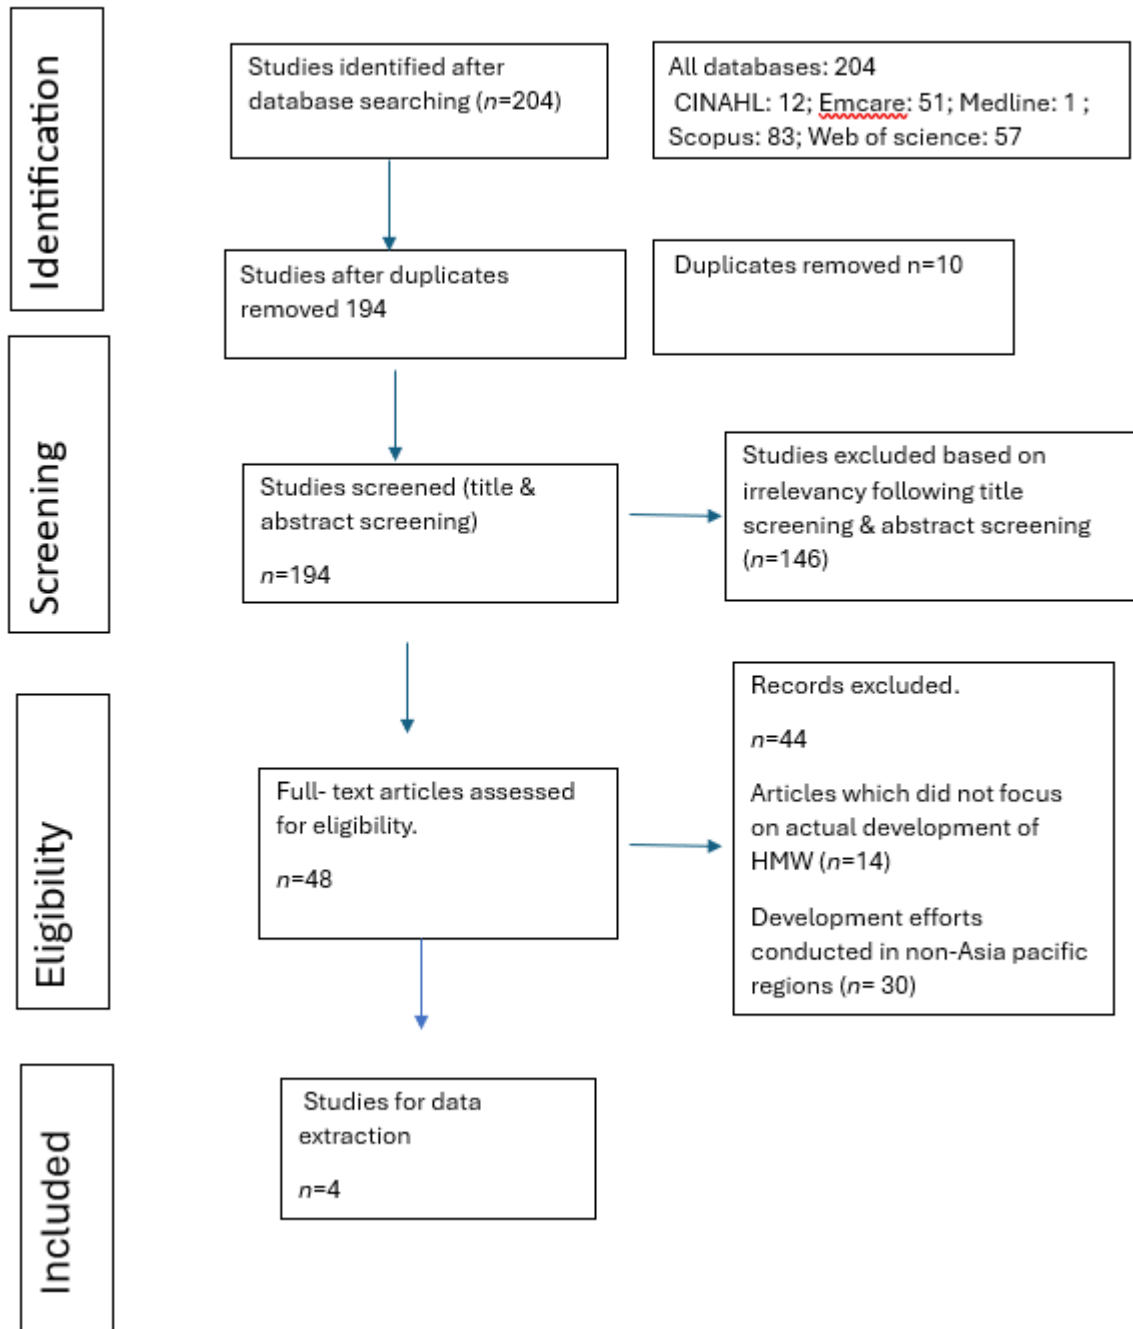 Identification
Studies identified after
database searching (n=204)
All databases: 204
CINAHL: 12; Emcare: 51; Medline: 1 ;
Scopus: 83; Web of science: 57
Studies after duplicates
removed 194
Duplicates removed n=10
Screening
Studies screened (title &
abstract screening)
n=194
Studies excluded based on
irrelevancy following title
screening & abstract screening
(n=146)
Eligibility
Full- text articles assessed
for eligibility.
n=48
Records excluded.
n=44
Articles which did not focus
on actual development of
HMW (n=14)
Development efforts
conducted in non-Asia pacific
regions (n= 30)
Included
Studies for data
extraction
n=4